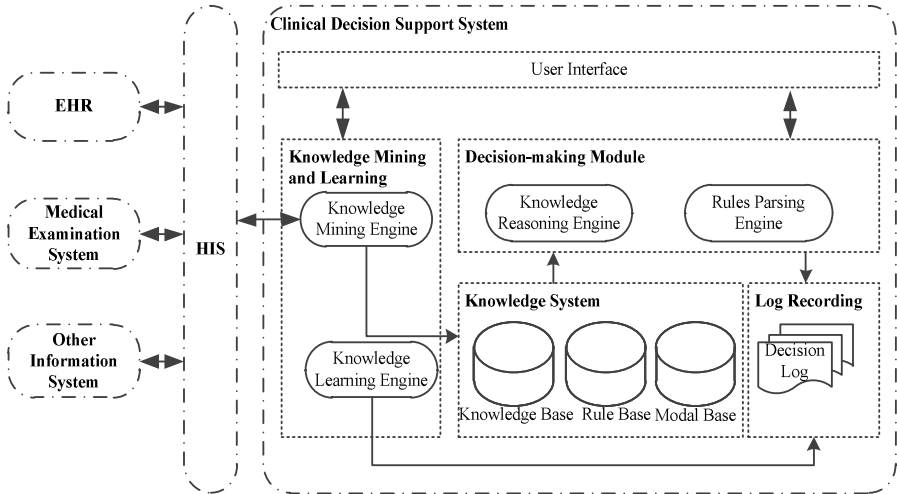 Clinical Decision Support System
User Interface
EHR
Medical
Examination
System
Other
Information
System
HIS
Knowledge Mining
and Learning
Knowledge
Mining Engine
Knowledge
Learning Engine
Decision-making Module
Knowledge
Reasoning Engine
Rules Parsing
Engine
Knowledge System
Knowledge Base
Rule Base
Modal Base
Log Recording
Decision
Log